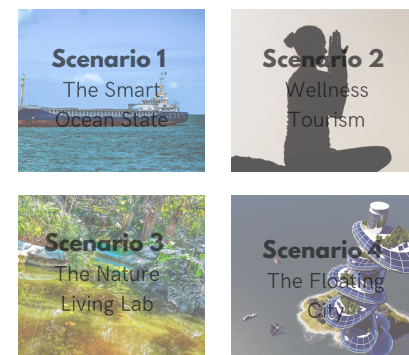 Scenario 1
The Smart
Ocean State
Scenario 2
Wellness
Tourism
Scenario 3
The Nature
Living Lab
Scenario 4
The Floating
City